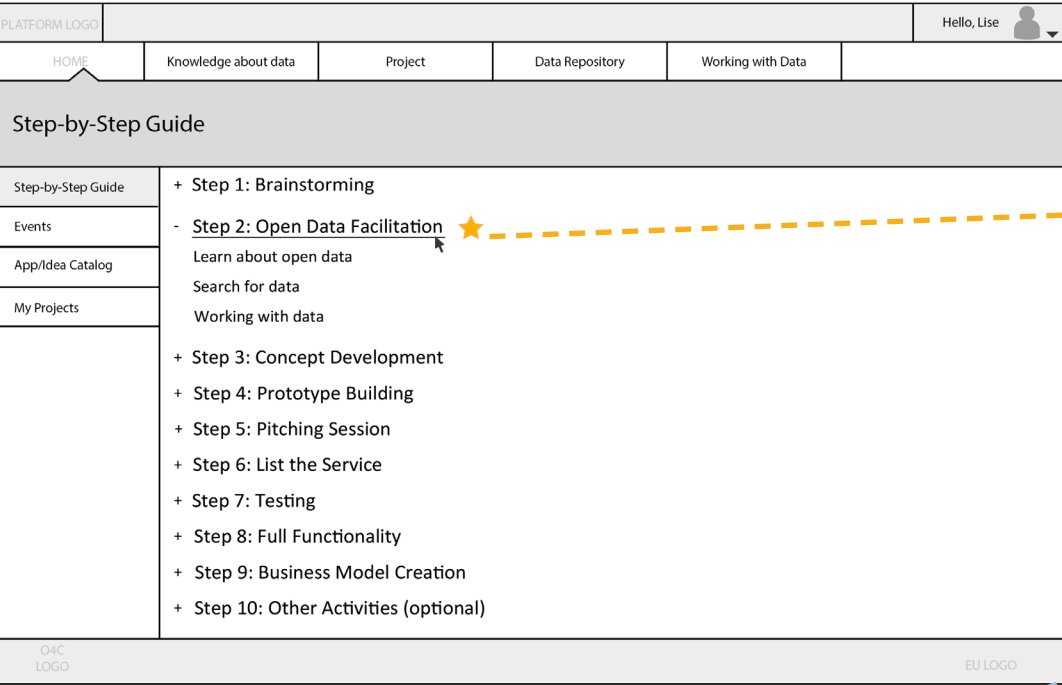 PLATFORM LOGO
Hello, Lise
HOME
Knowledge about data
Project
Data Repository
Working with Data
Step-by-Step Guide
Step-by-Step Guide
Events
App/Idea Catalog
My Projects
+ Step 1: Brainstorming
- Step 2: Open Data Facilitation
Learn about open data
Search for data
Working with data
+ Step 3: Concept Development
+ Step 4: Prototype Building
+ Step 5: Pitching Session
+ Step 6: List the Service
+ Step 7: Testing
+ Step 8: Full Functionality
+ Step 9: Business Model Creation
+ Step 10: Other Activities (optional)
O4C
LOGO
EU LOGO